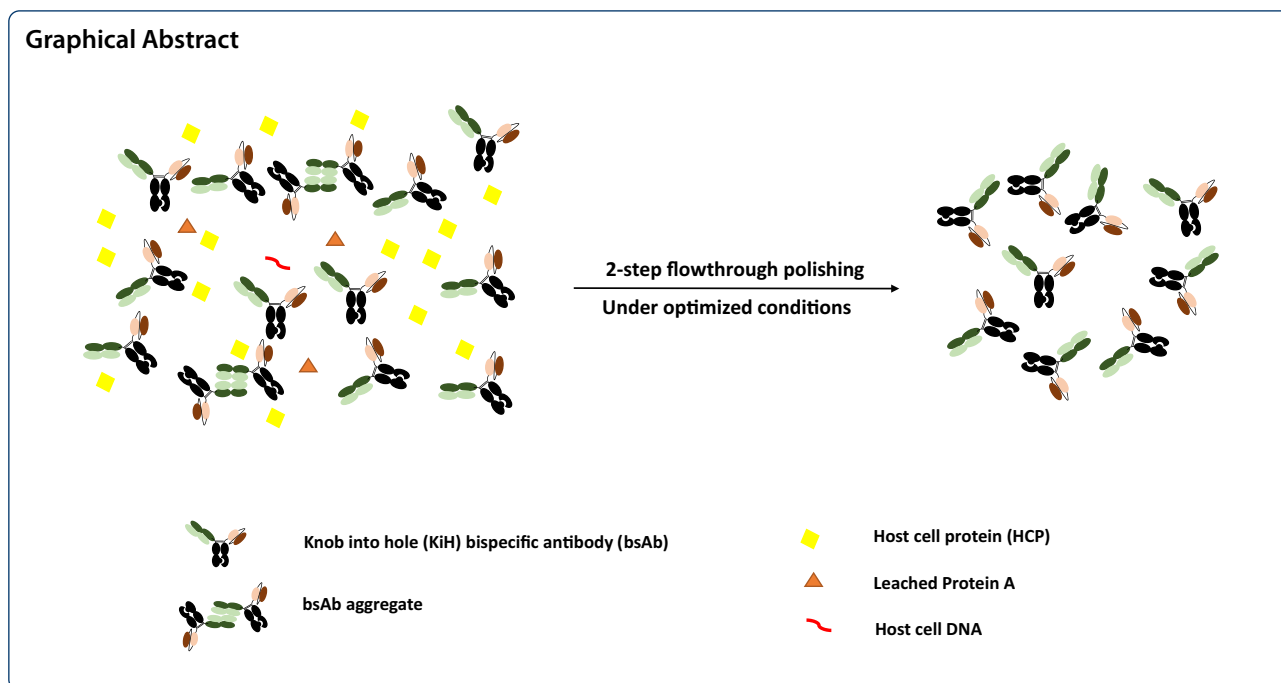 Graphical Abstract
2-step flowthrough polishing
Under optimized conditions
Knob into hole (KiH) bispecific antibody (bsAb)
bsAb aggregate
Host cell protein (HCP)
Leached Protein A
Host cell DNA